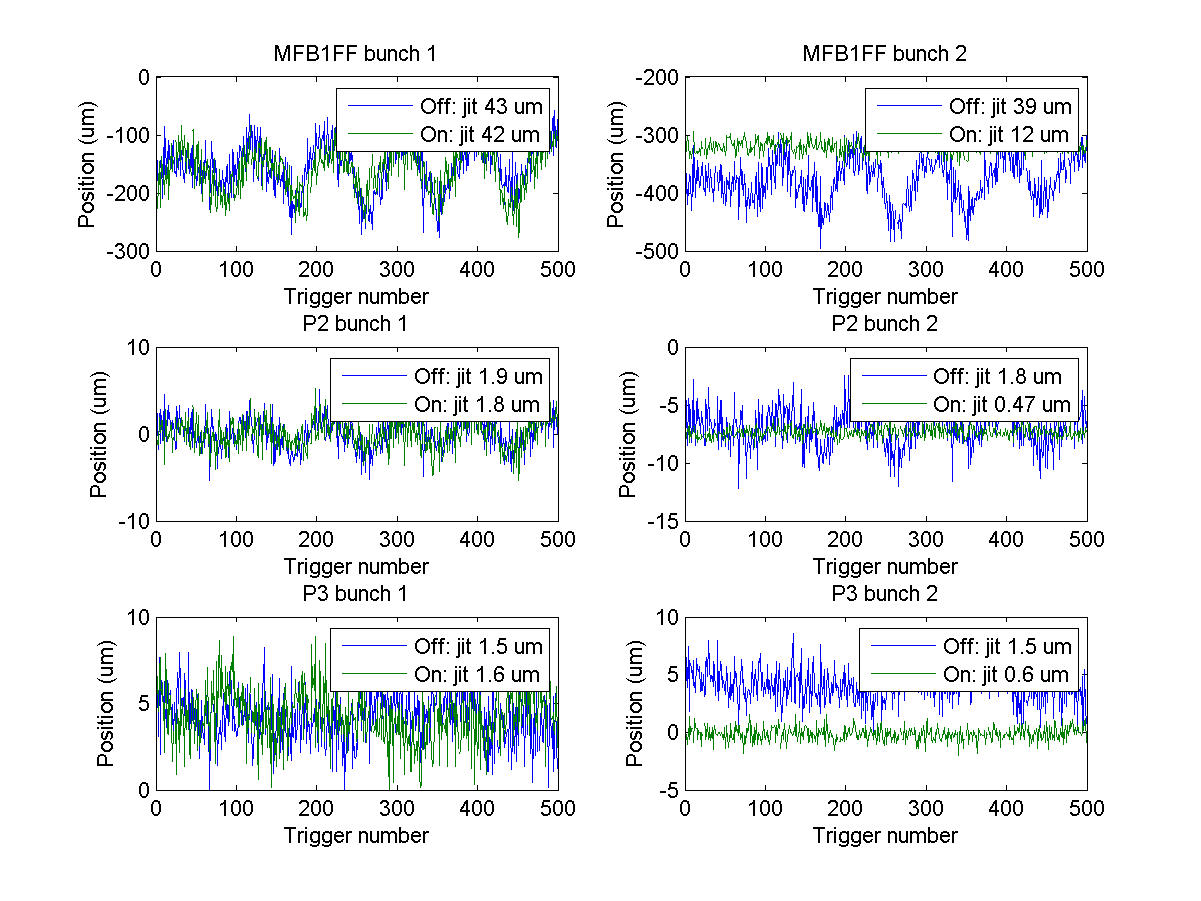 MFB1FF bunch 1
0
-100
-200
-300
Position (um)
Off: jit 43 um
On: jit 42 um
0 100 200 300 400 500
Trigger number
MFB1FF bunch 2
-200
-300
-400
-500
Position (um)
Off: jit 39 um
On: jit 12 um
0 100 200 300 400 500
Trigger number
P2 bunch 1
10
0
-10
Position (um)
Off: jit 1.9 um
On: jit 1.8 um
0 100 200 300 400 500
Trigger number
P2 bunch 2
0
-5
-10
-15
Position (um)
Off: jit 1.8 um
On: jit 0.47 um
0 100 200 300 400 500
Trigger number
P3 bunch 1
10
5
0
Position (um)
Off: jit 1.5 um
On: jit 1.6 um
0 100 200 300 400 500
Trigger number
P3 bunch 2
10
5
0
-5
Position (um)
Off: jit 1.5 um
On: jit 0.6 um
0 100 200 300 400 500
Trigger number